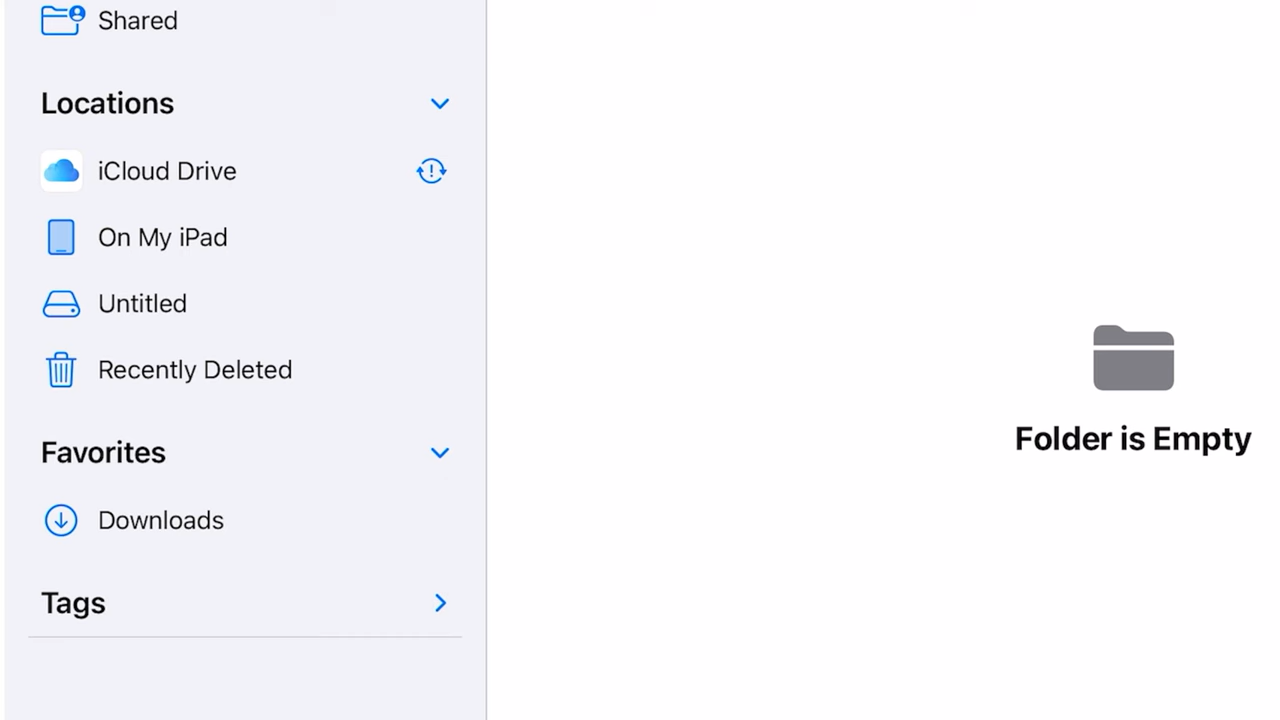 Shared
Locations
iCloud Drive
On My iPad
Untitled
Recently Deleted
Favorites
Downloads
Tags
Folder is Empty